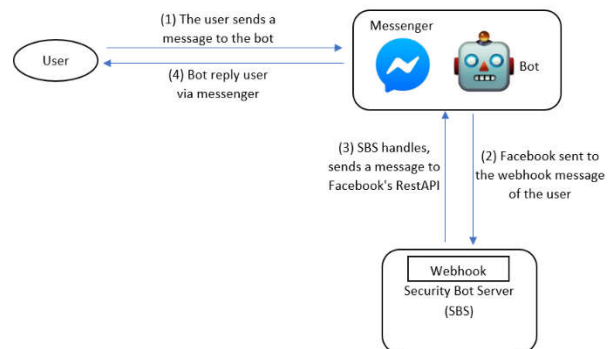 (1) The user sends a
message to the bot
Messenger
User
Bot
(4) Bot reply user
via messenger
(3) SBS handles,
sends a message to
Facebook's RestAPI
(2) Facebook sent to
the webhook message
of the user
Webhook
Security Bot Server
(SBS)